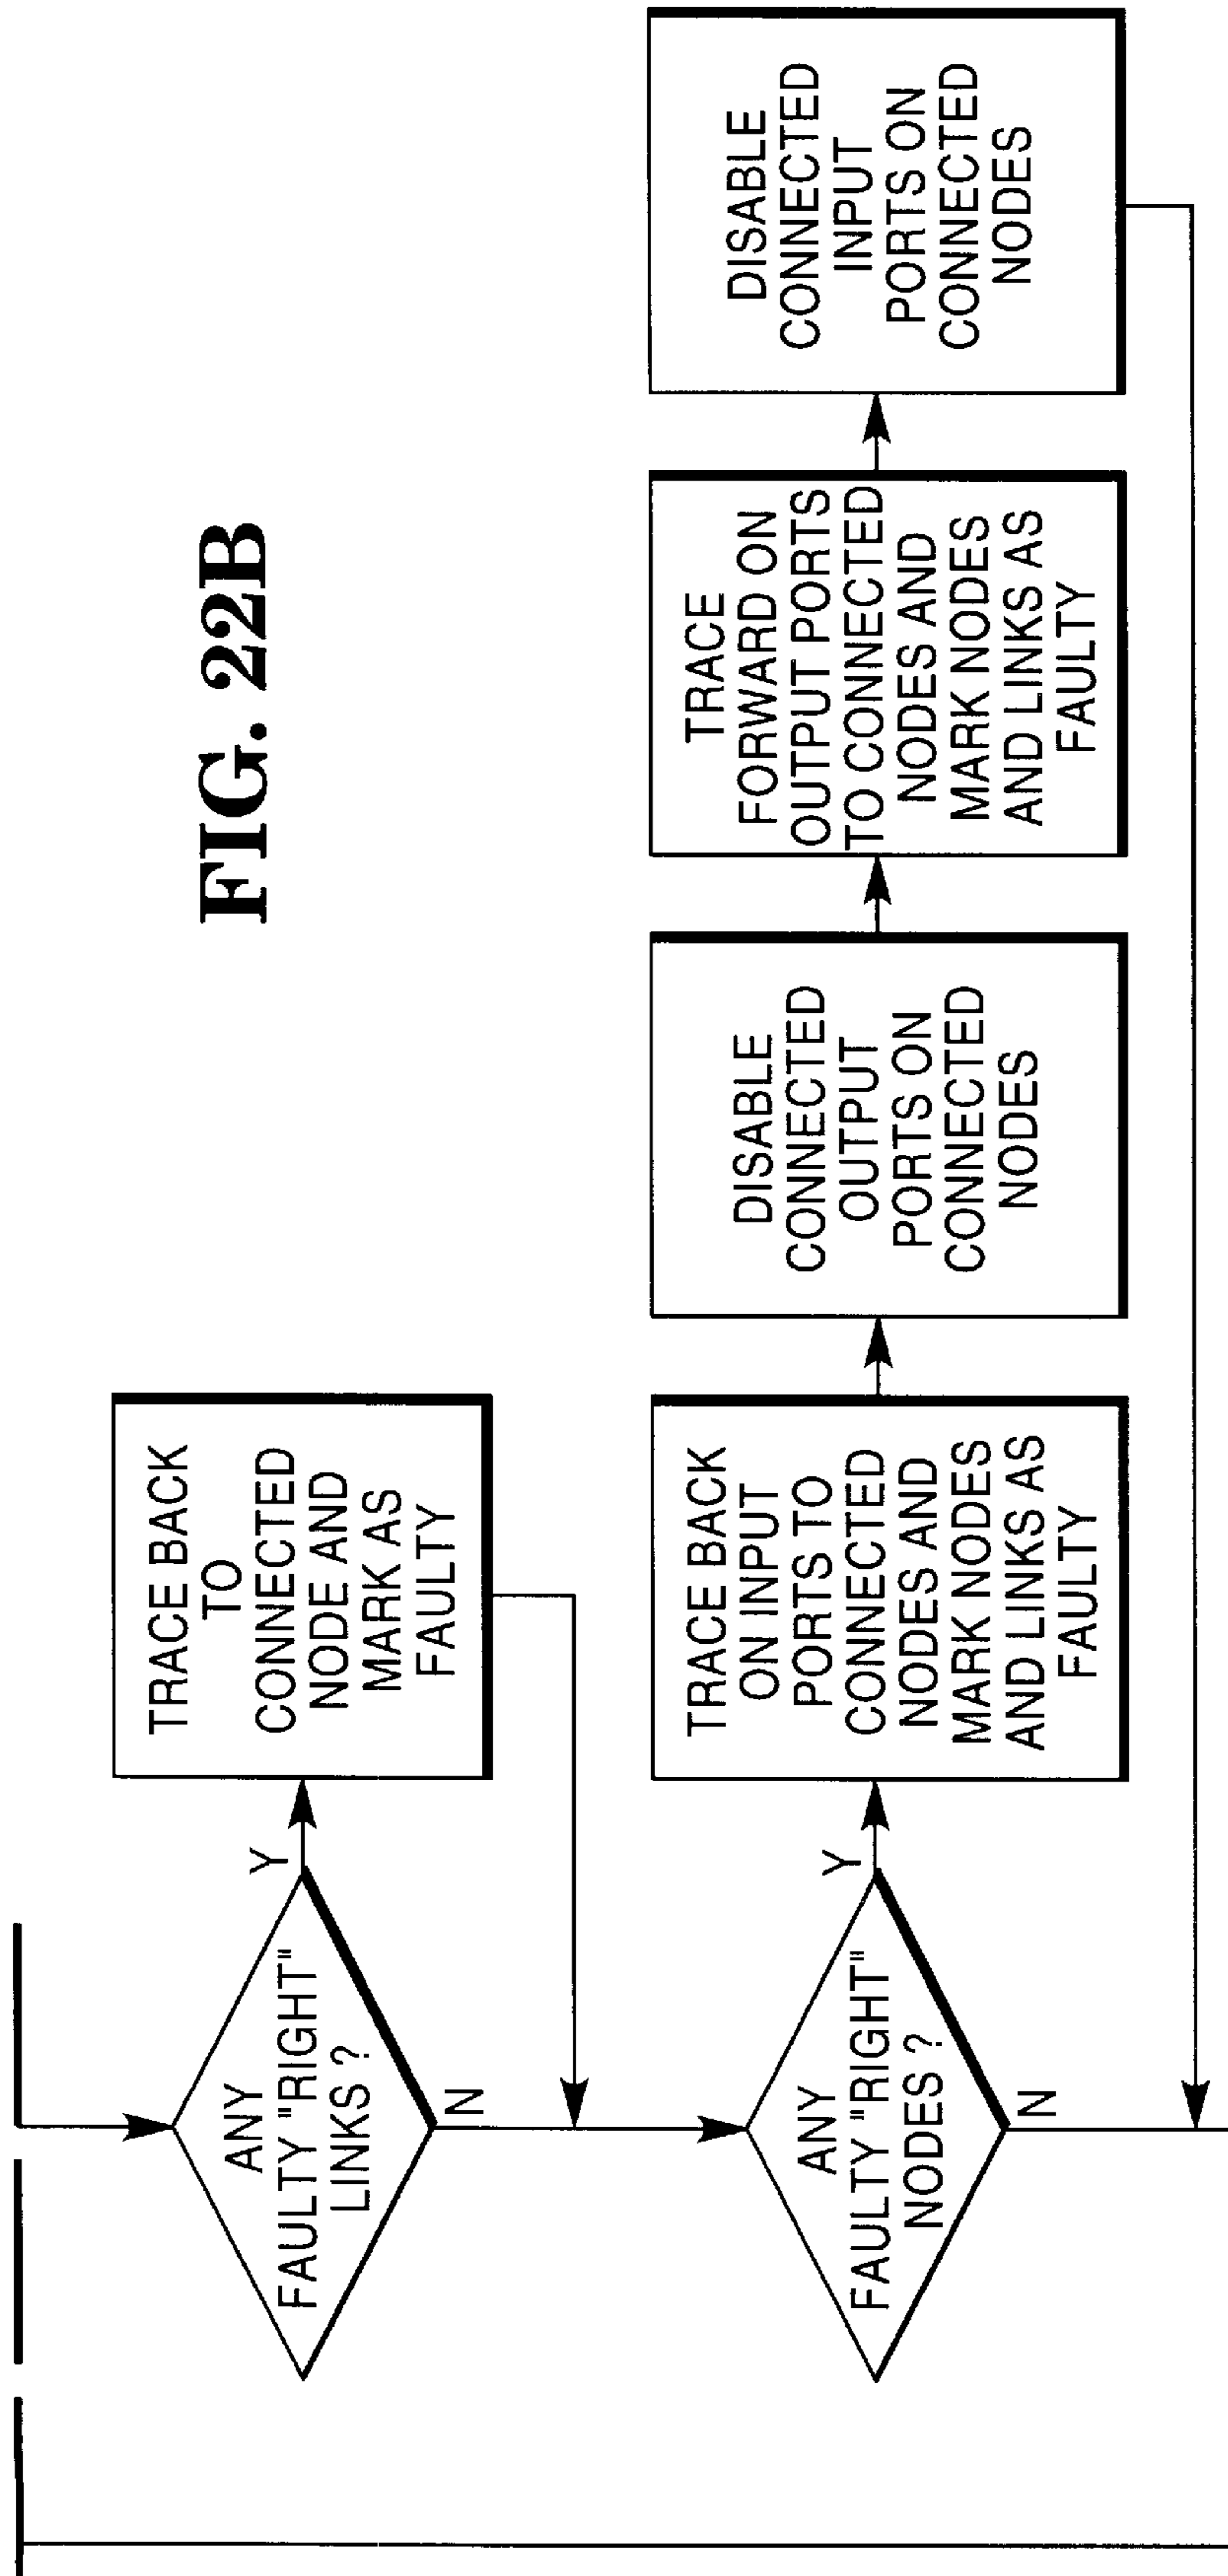 FIG. 22B
ANY
FAULTY "RIGHT"
LINKS ?
Y
N
TRACE BACK
TO
CONNECTED
NODE AND
MARK AS
FAULTY
ANY
FAULTY "RIGHT"
NODES ?
Y
N
TRACE BACK
ON INPUT
PORTS TO
CONNECTED
NODES AND
MARK NODES
AND LINKS AS
FAULTY
DISABLE
CONNECTED
OUTPUT
PORTS ON
CONNECTED
NODES
TRACE
FORWARD ON
OUTPUT PORTS
TO CONNECTED
NODES AND
MARK NODES
AND LINKS AS
FAULTY
DISABLE
CONNECTED
INPUT
PORTS ON
CONNECTED
NODES